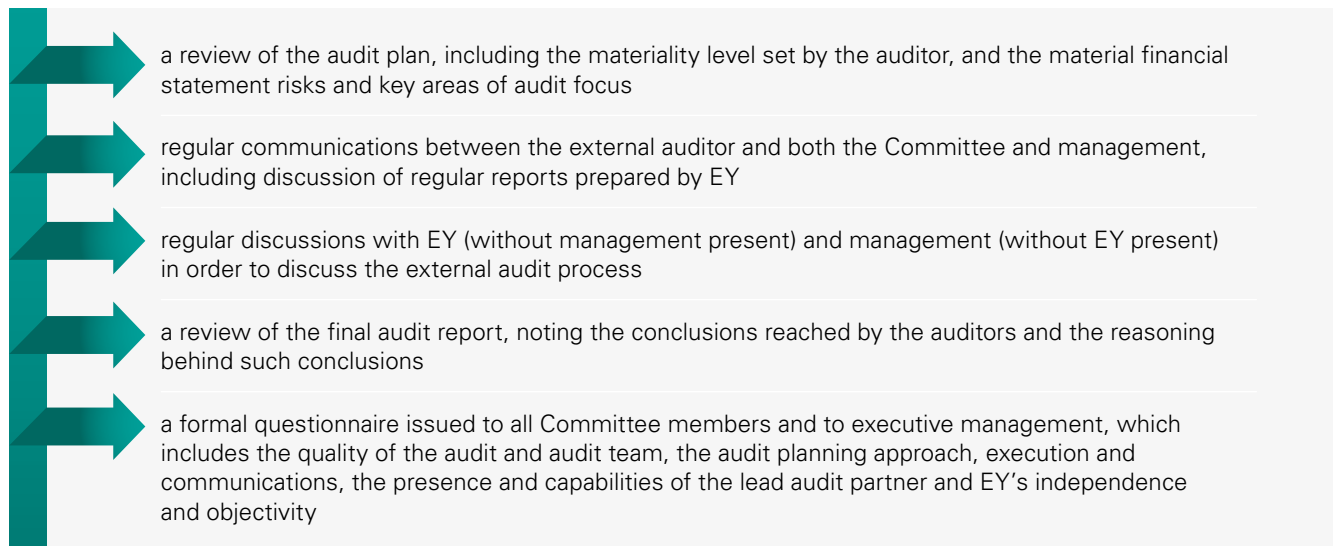 a review of the audit plan, including the materiality level set by the auditor, and the material financial
statement risks and key areas of audit focus
regular communications between the external auditor and both the Committee and management,
including discussion of regular reports prepared by EY
regular discussions with EY (without management present) and management (without EY present)
in order to discuss the external audit process
a review of the final audit report, noting the conclusions reached by the auditors and the reasoning
behind such conclusions
a formal questionnaire issued to all Committee members and to executive management, which
includes the quality of the audit and audit team, the audit planning approach, execution and
communications, the presence and capabilities of the lead audit partner and EY’s independence
and objectivity